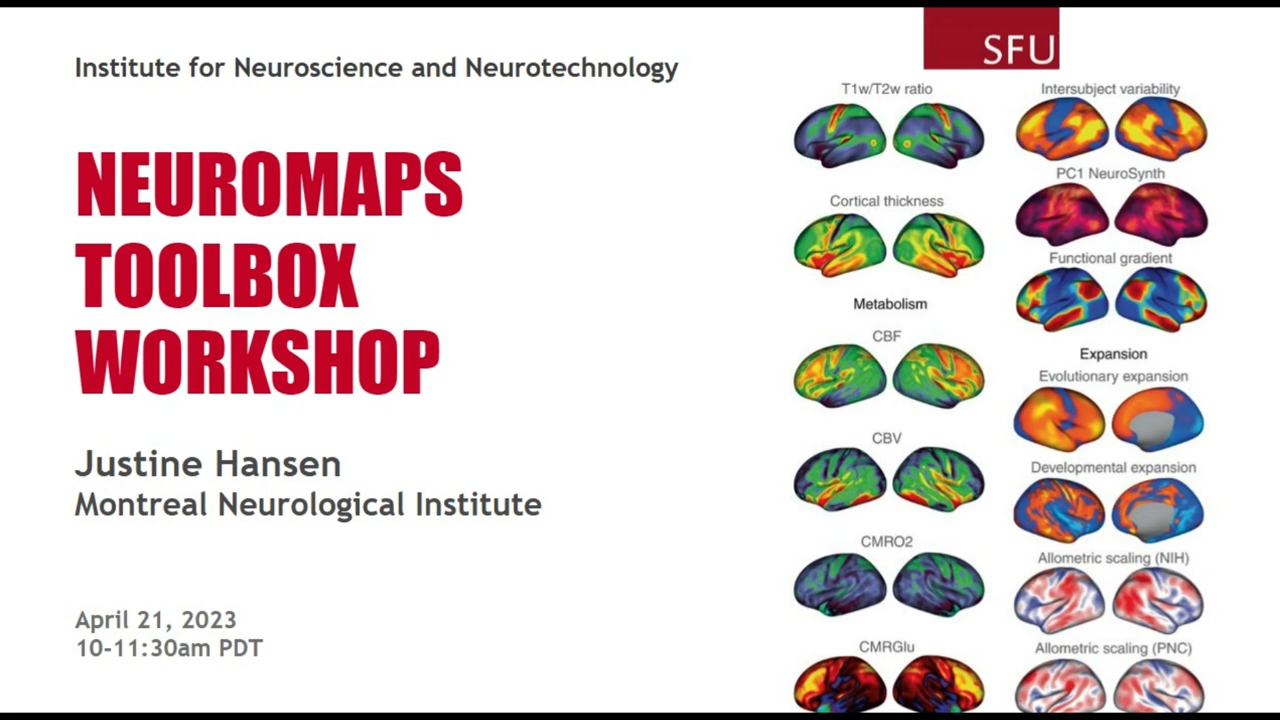 Institute for Neuroscience and Neurotechnology
NEUROMAPS
TOOLBOX
WORKSHOP
Justine Hansen
Montreal Neurological Institute
April 21, 2023
10-11:30am PDT
SFU
T1w/T2w ratio
Cortical thickness
Metabolism
CBF
CBV
CMRO2
CMRGlu
Intersubject variability
PC1 NeuroSynth
Functional gradient
Expansion
Evolutionary expansion
Developmental expansion
Allometric scaling (NIH)
Allometric scaling (PNC)